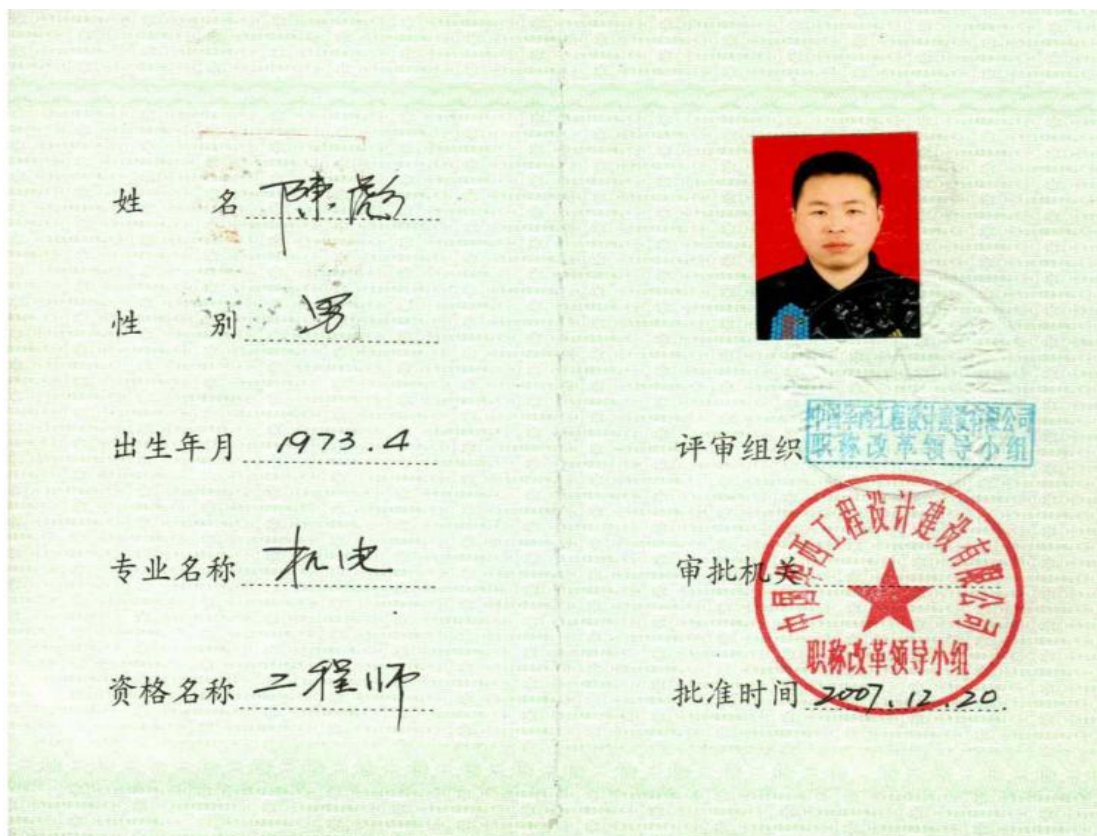 姓 名 陳彪
性 别 男
出生年月 1973.4
专业名称 机电
资格名称 工程师
评审组织 中国华西工程设计建设有限公司
职称改革领导小组
审批机关
中国华西工程设计建设有限公司
职称改革领导小组
批准时间 2007.12.20